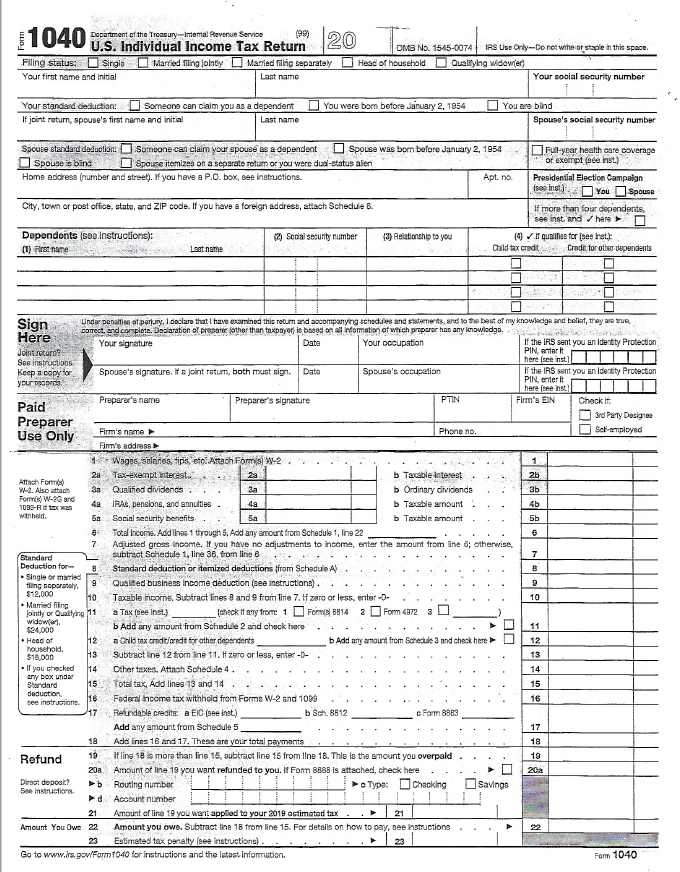 Form 1040 Department of the Treasury—Internal Revenue Service (99)
U.S. Individual Income Tax Return 20 OMB No. 1545-0074 IRS Use Only—Do not write or staple in this space.
Filing status: Single Married filing jointly Married filing separately Head of household Qualifying widow(er)
Your first name and initial Last name Your social security number
Your standard deduction: Someone can claim you as a dependent You were born before January 2, 1954 You are blind
If joint return, spouse's first name and initial Last name Spouse's social security number
Spouse standard deduction: Someone can claim your spouse as a dependent Spouse was born before January 2, 1954
Spouse is blind Spouse itemizes on a separate return or you were dual-status alien
Full-year health care coverage
or exempt (see inst.)
Home address (number and street). If you have a P.O. box, see instructions. Apt. no.
Presidential Election Campaign
(see inst.) You Spouse
City, town or post office, state, and ZIP code. If you have a foreign address, attach Schedule 6.
If more than four dependents,
see inst. and ✓ here ►
Dependents (see instructions): (2) Social security number (3) Relationship to you (4) ✓ if qualifies for (see inst.):
(1) First name Last name Child tax credit Credit for other dependents
Sign
Here
Joint return?
See instructions.
Keep a copy for
your records.
Under penalties of perjury, I declare that I have examined this return and accompanying schedules and statements, and to the best of my knowledge and belief, they are true,
correct, and complete. Declaration of preparer (other than taxpayer) is based on all information of which preparer has any knowledge.
Your signature Date Your occupation
If the IRS sent you an Identity Protection
PIN, enter it
here (see inst.)
Spouse's signature. If a joint return, both must sign. Date Spouse's occupation
If the IRS sent you an Identity Protection
PIN, enter it
here (see inst.)
Paid
Preparer
Use Only
Preparer's name Preparer's signature PTIN Firm's EIN Check if:
3rd Party Designee
Firm's name ► Phone no. Self-employed
Firm's address ►
Attach Form(s)
W-2. Also attach
Form(s) W-2G and
1099-R if tax was
withheld.
1 Wages, salaries, tips, etc. Attach Form(s) W-2 1
2a Tax-exempt interest 2a b Taxable interest 2b
3a Qualified dividends 3a b Ordinary dividends 3b
4a IRAs, pensions, and annuities 4a b Taxable amount 4b
5a Social security benefits 5a b Taxable amount 5b
6 Total income. Add lines 1 through 5. Add any amount from Schedule 1, line 22 6
7 Adjusted gross income. If you have no adjustments to income, enter the amount from line 6; otherwise,
subtract Schedule 1, line 36, from line 6 7
Standard
Deduction for—
• Single or married
filing separately,
$12,000
• Married filing
jointly or Qualifying
widow(er),
$24,000
• Head of
household,
$18,000
• If you checked
any box under
Standard
deduction,
see instructions.
8 Standard deduction or itemized deductions (from Schedule A) 8
9 Qualified business income deduction (see instructions) 9
10 Taxable income. Subtract lines 8 and 9 from line 7. If zero or less, enter -0- 10
11 a Tax (see inst.) (check if any from: 1 Form(s) 8814 2 Form 4972 3 )
b Add any amount from Schedule 2 and check here ► 11
12 a Child tax credit/credit for other dependents b Add any amount from Schedule 3 and check here ► 12
13 Subtract line 12 from line 11. If zero or less, enter -0- 13
14 Other taxes. Attach Schedule 4 14
15 Total tax. Add lines 13 and 14 15
16 Federal income tax withheld from Forms W-2 and 1099 16
17 Refundable credits: a EIC (see inst.) b Sch. 8812 c Form 8863
Add any amount from Schedule 5 17
18 Add lines 16 and 17. These are your total payments 18
Refund
19 If line 18 is more than line 15, subtract line 15 from line 18. This is the amount you overpaid 19
20a Amount of line 19 you want refunded to you. If Form 8888 is attached, check here ► 20a
Direct deposit?
See instructions.
► b Routing number ► c Type: Checking Savings
► d Account number
21 Amount of line 19 you want applied to your 2019 estimated tax ► 21
Amount You Owe 22 Amount you owe. Subtract line 18 from line 15. For details on how to pay, see instructions ► 22
23 Estimated tax penalty (see instructions) ► 23
Go to www.irs.gov/Form1040 for instructions and the latest information. Form 1040